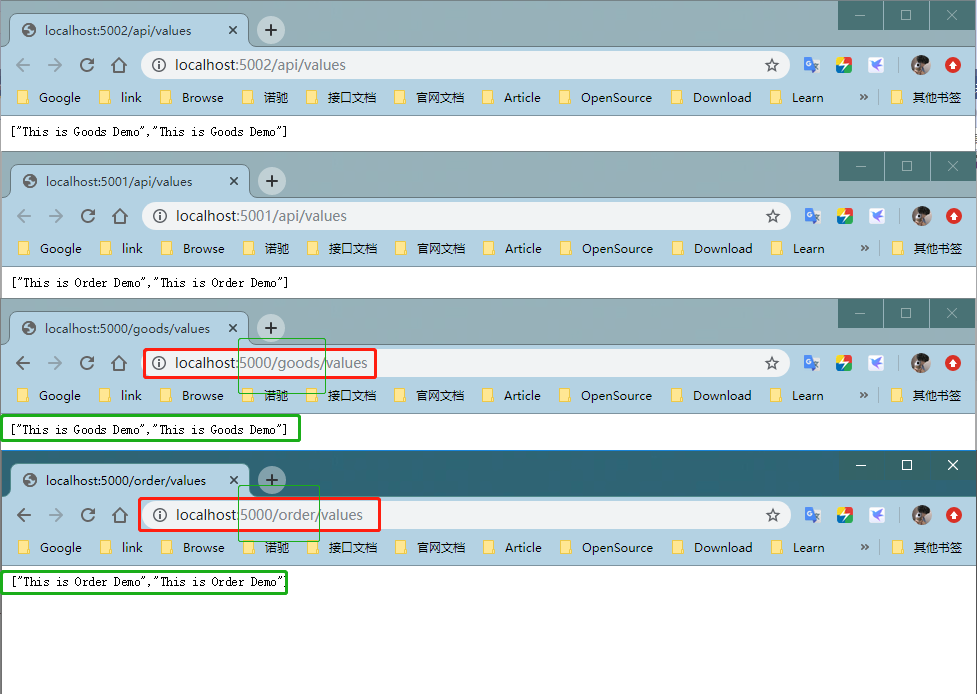 localhost:5002/api/values
localhost:5002/api/values
Google link Browse 诺驰 接口文档 官网文档 Article OpenSource Download Learn » 其他书签
["This is Goods Demo","This is Goods Demo"]
localhost:5001/api/values
localhost:5001/api/values
Google link Browse 诺驰 接口文档 官网文档 Article OpenSource Download Learn » 其他书签
["This is Order Demo","This is Order Demo"]
localhost:5000/goods/values
localhost:5000/goods/values
Google link Browse 诺驰 接口文档 官网文档 Article OpenSource Download Learn » 其他书签
["This is Goods Demo","This is Goods Demo"]
localhost:5000/order/values
localhost:5000/order/values
Google link Browse 诺驰 接口文档 官网文档 Article OpenSource Download Learn » 其他书签
["This is Order Demo","This is Order Demo"]